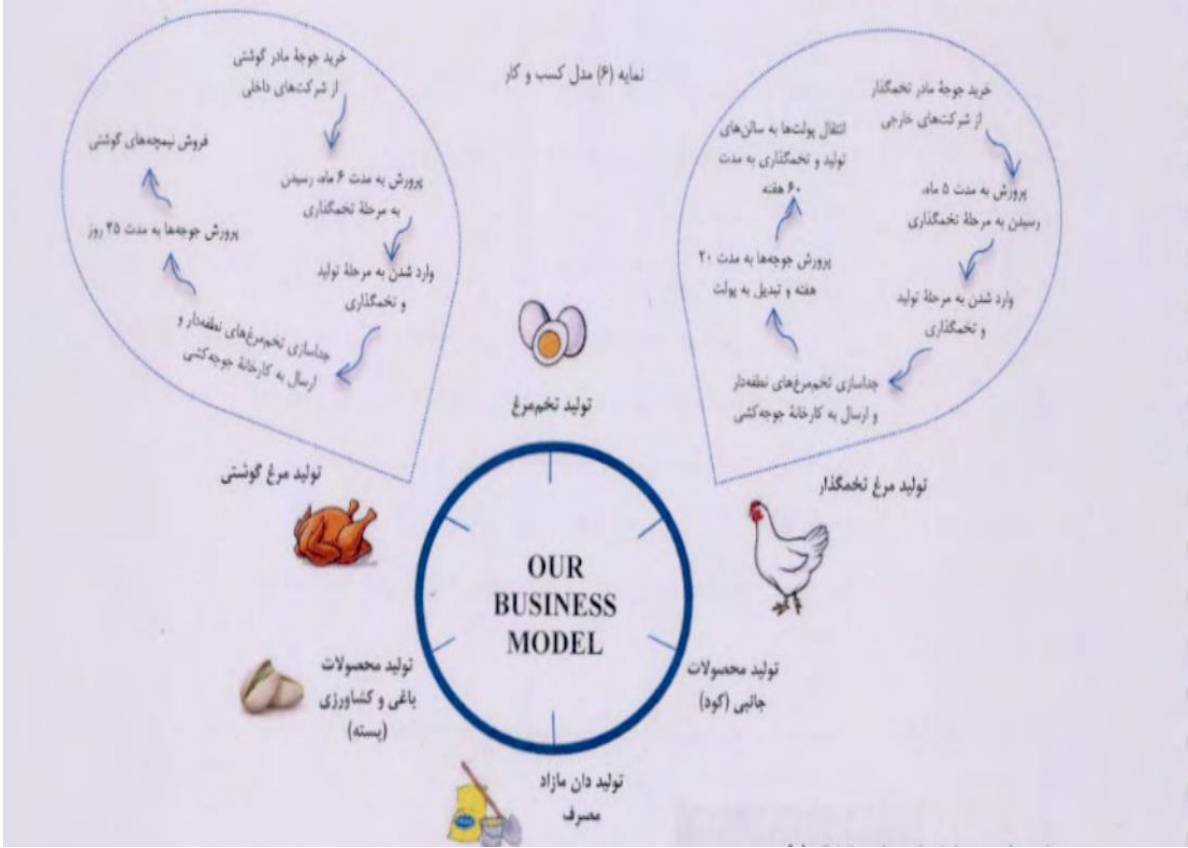 نمایه (۶) مدل کسب و کار
خرید جوجهٔ مادر تخمگذار
از شرکت‌های خارجی
پرورش به مدت ۵ ماه،
رسیدن به مرحلهٔ تخمگذاری
وارد شدن به مرحلهٔ تولید
و تخمگذاری
جداسازی تخم‌مرغ‌های نطفه‌دار
و ارسال به کارخانهٔ جوجه‌کشی
پرورش جوجه‌ها به مدت ۲۰
هفته و تبدیل به پولت
انتقال پولت‌ها به سالن‌های
تولید و تخمگذاری به مدت
۶۰ هفته
خرید جوجهٔ مادر گوشتی
از شرکت‌های داخلی
پرورش به مدت ۶ ماه، رسیدن
به مرحلهٔ تخمگذاری
وارد شدن به مرحلهٔ تولید
و تخمگذاری
جداسازی تخم‌مرغ‌های نطفه‌دار و
ارسال به کارخانهٔ جوجه‌کشی
پرورش جوجه‌ها به مدت ۴۵ روز
فروش نیمچه‌های گوشتی
تولید تخم‌مرغ
تولید مرغ تخمگذار
تولید مرغ گوشتی
OUR
BUSINESS
MODEL
تولید محصولات
جانبی (کود)
تولید محصولات
باغی و کشاورزی
(پسته)
تولید دان مازاد
مصرف